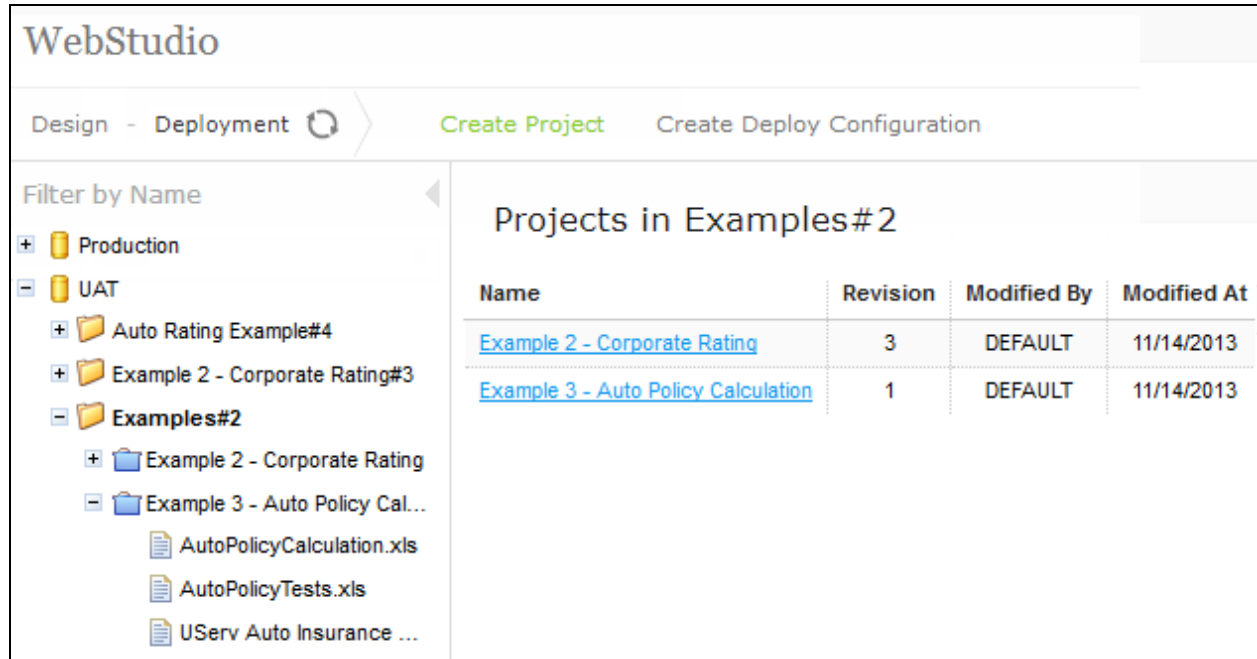 WebStudio
Design - Deployment
Create Project
Create Deploy Configuration
Filter by Name
Production
UAT
Auto Rating Example#4
Example 2 - Corporate Rating#3
Examples#2
Example 2 - Corporate Rating
Example 3 - Auto Policy Cal...
AutoPolicyCalculation.xls
AutoPolicyTests.xls
UServ Auto Insurance ...
Projects in Examples#2
Name Revision Modified By Modified At
Example 2 - Corporate Rating 3 DEFAULT 11/14/2013
Example 3 - Auto Policy Calculation 1 DEFAULT 11/14/2013